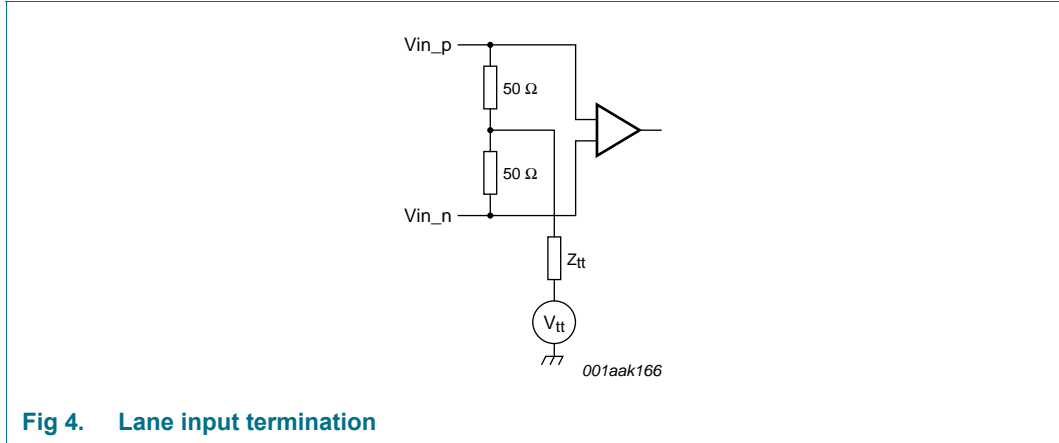 Vin_p
50 Ω
50 Ω
Vin_n
Ztt
Vtt
001aak166
Fig 4. Lane input termination